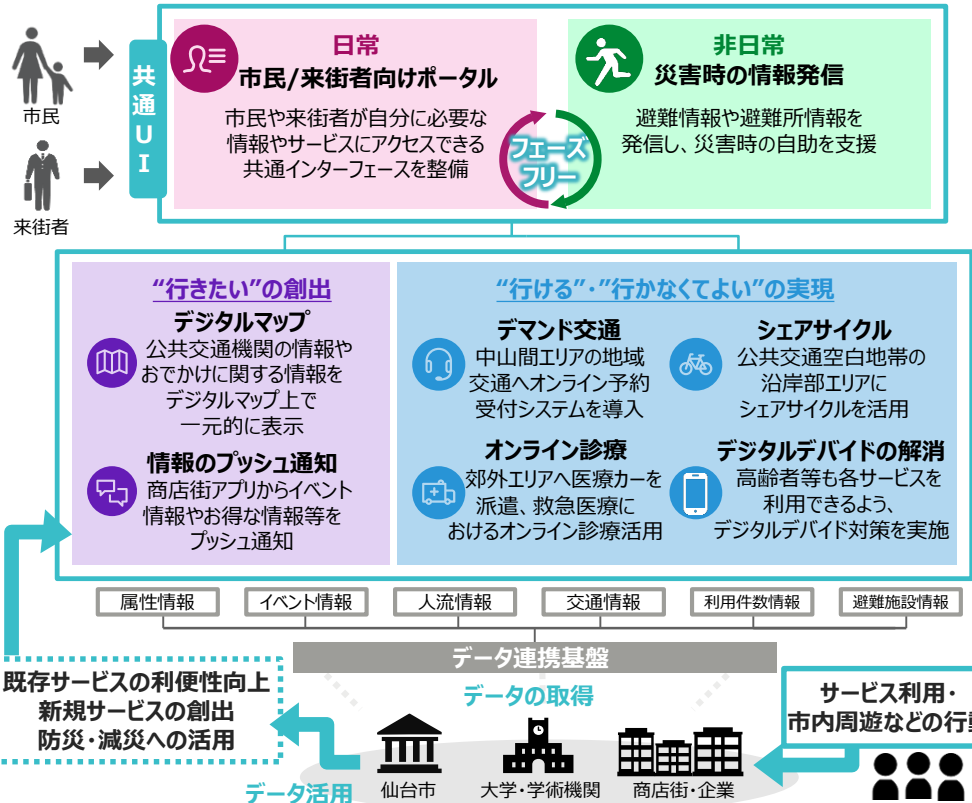 市民
来街者
共通UI
日常
市民/来街者向けポータル
市民や来街者が自分に必要な
情報やサービスにアクセスできる
共通インターフェースを整備
フェーズ
フリー
非日常
災害時の情報発信
避難情報や避難所情報を
発信し、災害時の自助を支援
“行きたい”の創出
デジタルマップ
公共交通機関の情報や
おでかけに関する情報を
デジタルマップ上で
一元的に表示
情報のプッシュ通知
商店街アプリからイベント
情報やお得な情報等を
プッシュ通知
“行ける”・“行かなくてよい”の実現
デマンド交通
中山間エリアの地域
交通へオンライン予約
受付システムを導入
シェアサイクル
公共交通空白地帯の
沿岸部エリアに
シェアサイクルを活用
オンライン診療
郊外エリアへ医療カーを
派遣、救急医療に
おけるオンライン診療活用
デジタルデバイドの解消
高齢者等も各サービスを
利用できるよう、
デジタルデバイド対策を実施
属性情報
イベント情報
人流情報
交通情報
利用件数情報
避難施設情報
データ連携基盤
データの取得
既存サービスの利便性向上
新規サービスの創出
防災・減災への活用
データ活用
仙台市
大学・学術機関
商店街・企業
サービス利用・
市内周遊などの行動